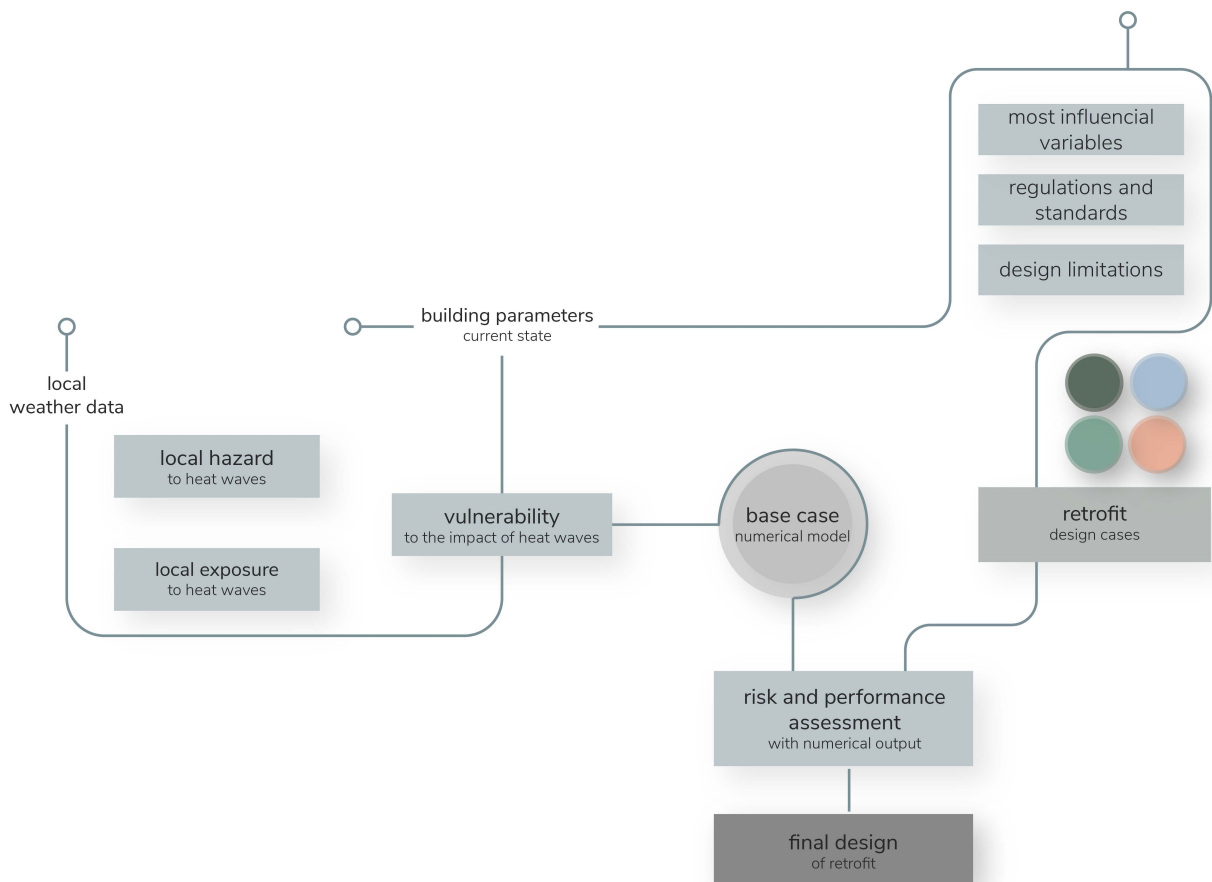 most influencial
variables
regulations and
standards
design limitations
building parameters
current state
local
weather data
local hazard
to heat waves
vulnerability
to the impact of heat waves
base case
numerical model
retrofit
design cases
local exposure
to heat waves
risk and performance
assessment
with numerical output
final design
of retrofit